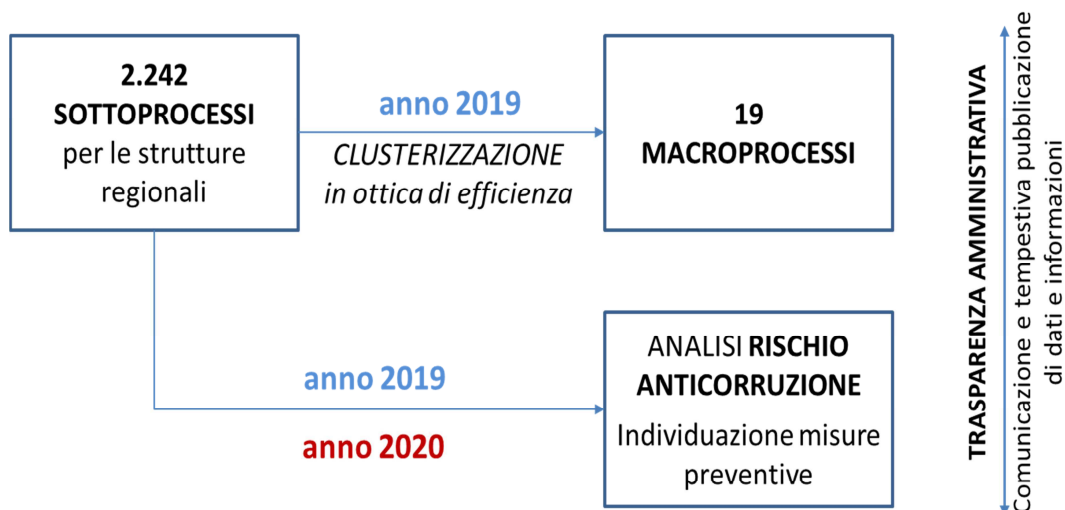 2.242
SOTTOPROCESSI
per le strutture
regionali
anno 2019
CLUSTERIZZAZIONE
in ottica di efficienza
19
MACROPROCESSI
anno 2019
anno 2020
ANALISI RISCHIO
ANTICORRUZIONE
Individuazione misure
preventive
TRASPARENZA AMMINISTRATIVA
Comunicazione e tempestiva pubblicazione
di dati e informazioni